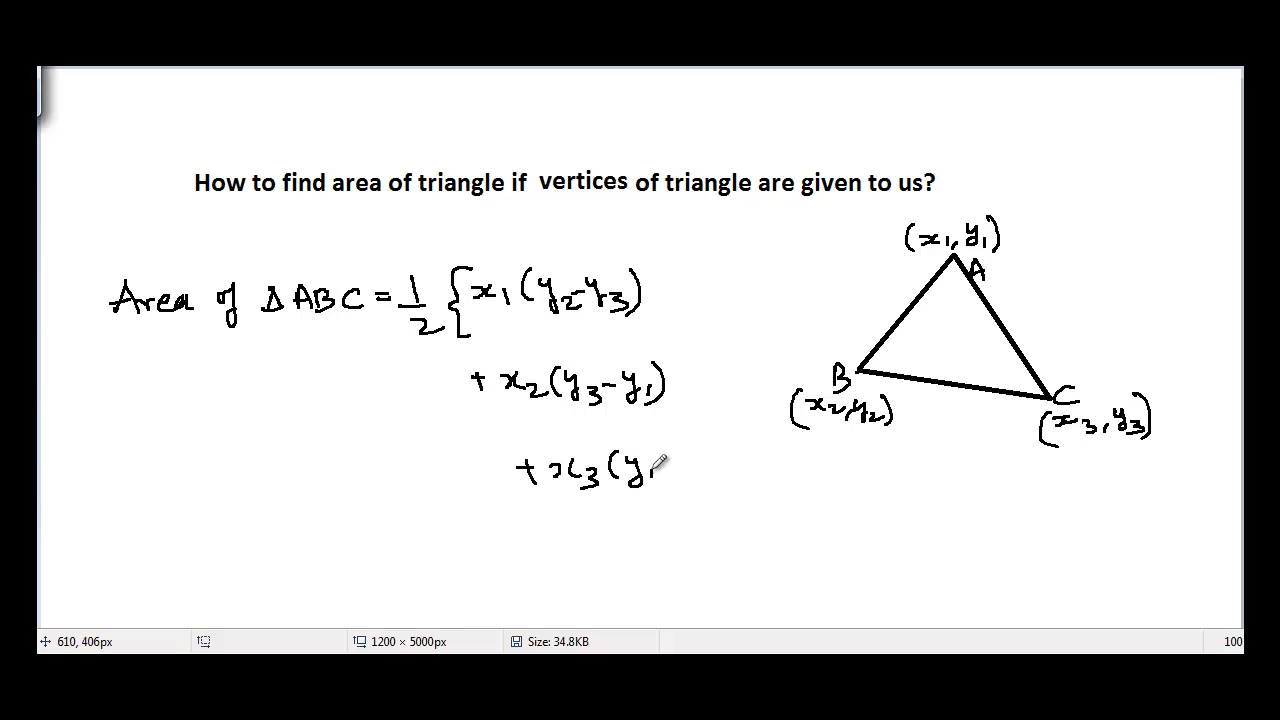 How to find area of triangle if vertices of triangle are given to us?
(x1, y1)
A
Area of Δ ABC = 1/2 { x1 (y2 - y3)
+ x2 (y3 - y1)
B
C
(x2, y2)
(x3, y3)
+ x3 (y1
610, 406px
1200 × 5000px
Size: 34.8KB
100